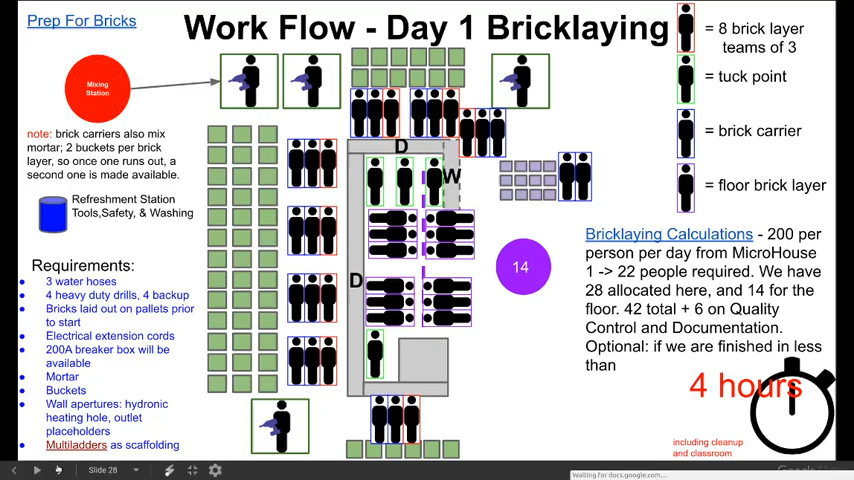 Prep For Bricks
Work Flow - Day 1 Bricklaying
Mixing
Station
note: brick carriers also mix
mortar; 2 buckets per brick
layer, so once one runs out, a
second one is made available.
Refreshment Station
Tools,Safety, & Washing
Requirements:
3 water hoses
4 heavy duty drills, 4 backup
Bricks laid out on pallets prior
to start
Electrical extension cords
200A breaker box will be
available
Mortar
Buckets
Wall apertures: hydronic
heating hole, outlet
placeholders
Multiladders as scaffolding
D
W
D
14
= 8 brick layer
teams of 3
= tuck point
= brick carrier
= floor brick layer
Bricklaying Calculations - 200 per
person per day from MicroHouse
1 -> 22 people required. We have
28 allocated here, and 14 for the
floor. 42 total + 6 on Quality
Control and Documentation.
Optional: if we are finished in less
than
4 hours
including cleanup
and classroom
Slide 28
Waiting for docs.google.com...